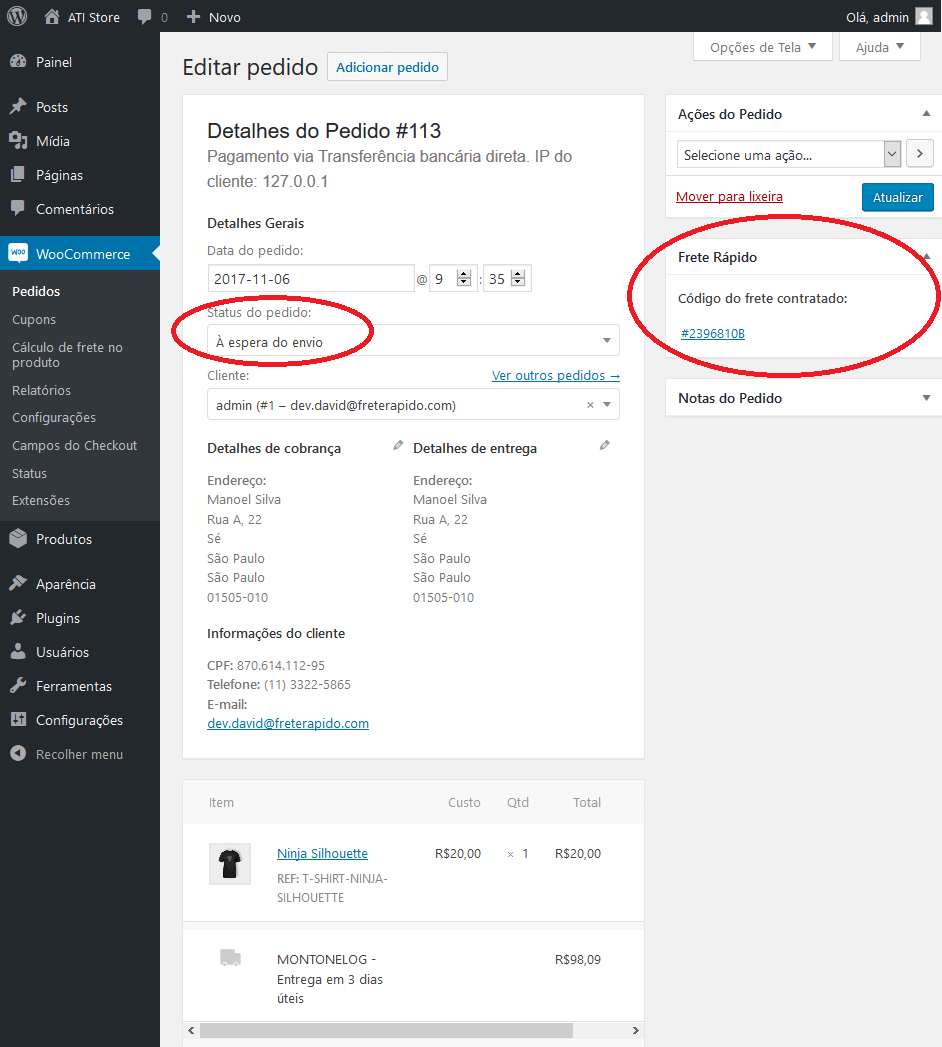 ATI Store
0
Novo
Olá, admin
Painel
Posts
Mídia
Páginas
Comentários
WOO
WooCommerce
Pedidos
Cupons
Cálculo de frete no
produto
Relatórios
Configurações
Campos do Checkout
Status
Extensões
Produtos
Aparência
Plugins
Usuários
Ferramentas
Configurações
Recolher menu
Opções de Tela
Ajuda
Editar pedido
Adicionar pedido
Detalhes do Pedido #113
Pagamento via Transferência bancária direta. IP do
cliente: 127.0.0.1
Detalhes Gerais
Data do pedido:
2017-11-06 @ 9 : 35
Status do pedido:
À espera do envio
Cliente:
Ver outros pedidos →
admin (#1 – dev.david@freterapido.com) ×
Detalhes de cobrança
Endereço:
Manoel Silva
Rua A, 22
Sé
São Paulo
São Paulo
01505-010
Detalhes de entrega
Endereço:
Manoel Silva
Rua A, 22
Sé
São Paulo
São Paulo
01505-010
Informações do cliente
CPF: 870.614.112-95
Telefone: (11) 3322-5865
E-mail:
dev.david@freterapido.com
Item Custo Qtd Total
Ninja Silhouette R$20,00 × 1 R$20,00
REF: T-SHIRT-NINJA-
SILHOUETTE
MONTONELOG - R$98,09
Entrega em 3 dias
úteis
Ações do Pedido
Selecione uma ação...
Mover para lixeira
Atualizar
Frete Rápido
Código do frete contratado:
#2396810B
Notas do Pedido